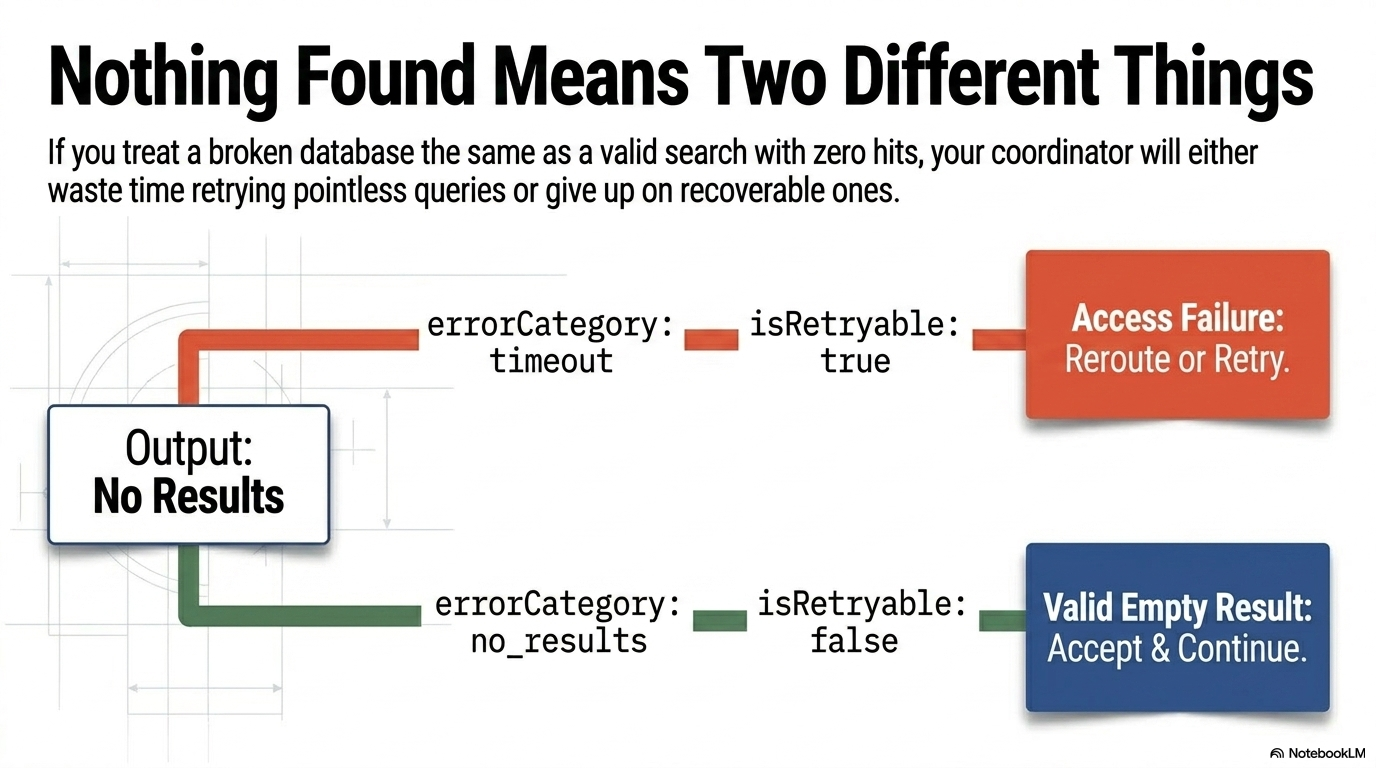 Nothing Found Means Two Different Things
If you treat a broken database the same as a valid search with zero hits, your coordinator will either
waste time retrying pointless queries or give up on recoverable ones.
errorCategory:
timeout
isRetryable:
true
Access Failure:
Reroute or Retry.
Output:
No Results
errorCategory:
no_results
isRetryable:
false
Valid Empty Result:
Accept & Continue.
NotebookLM